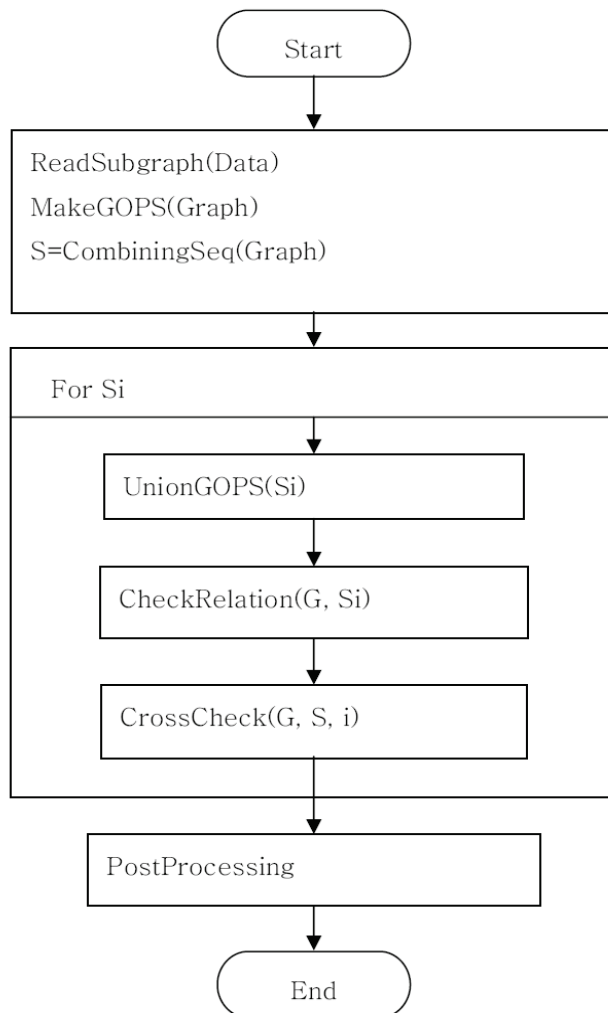 Start
ReadSubgraph(Data)
MakeGOPS(Graph)
S=CombiningSeq(Graph)
For Si
UnionGOPS(Si)
CheckRelation(G, Si)
CrossCheck(G, S, i)
PostProcessing
End